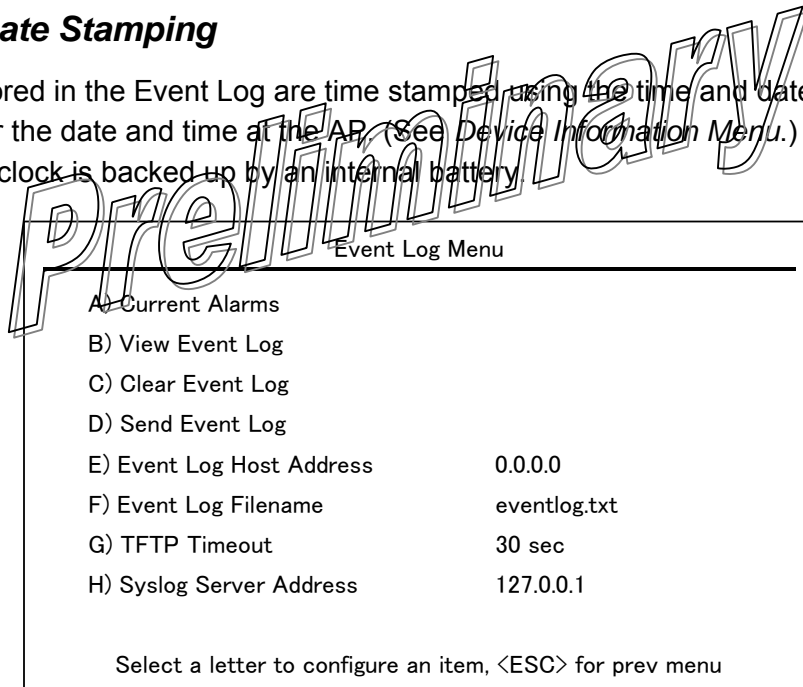 ate Stamping
ored in the Event Log are time stamped using the time and date
r the date and time at the AP. (See Device Information Menu.)
clock is backed up by an internal battery.
Preliminary
Event Log Menu
A) Current Alarms
B) View Event Log
C) Clear Event Log
D) Send Event Log
E) Event Log Host Address 0.0.0.0
F) Event Log Filename eventlog.txt
G) TFTP Timeout 30 sec
H) Syslog Server Address 127.0.0.1
Select a letter to configure an item, <ESC> for prev menu